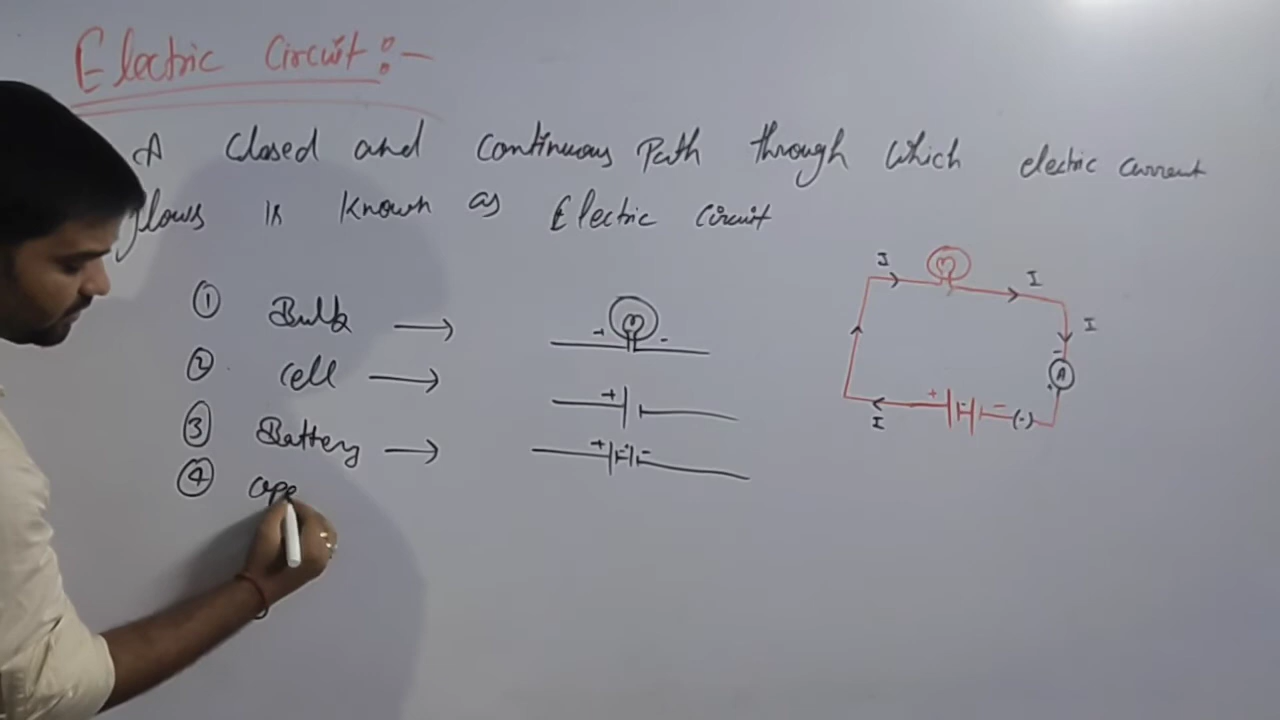 Electric Circuit :-
A closed and continuous Path through which electric current
flows is known as Electric Circuit
① Bulb → + -
② Cell → +
③ Battery → + -
④ ope
I
I
I
- A +
+ - (·)
I